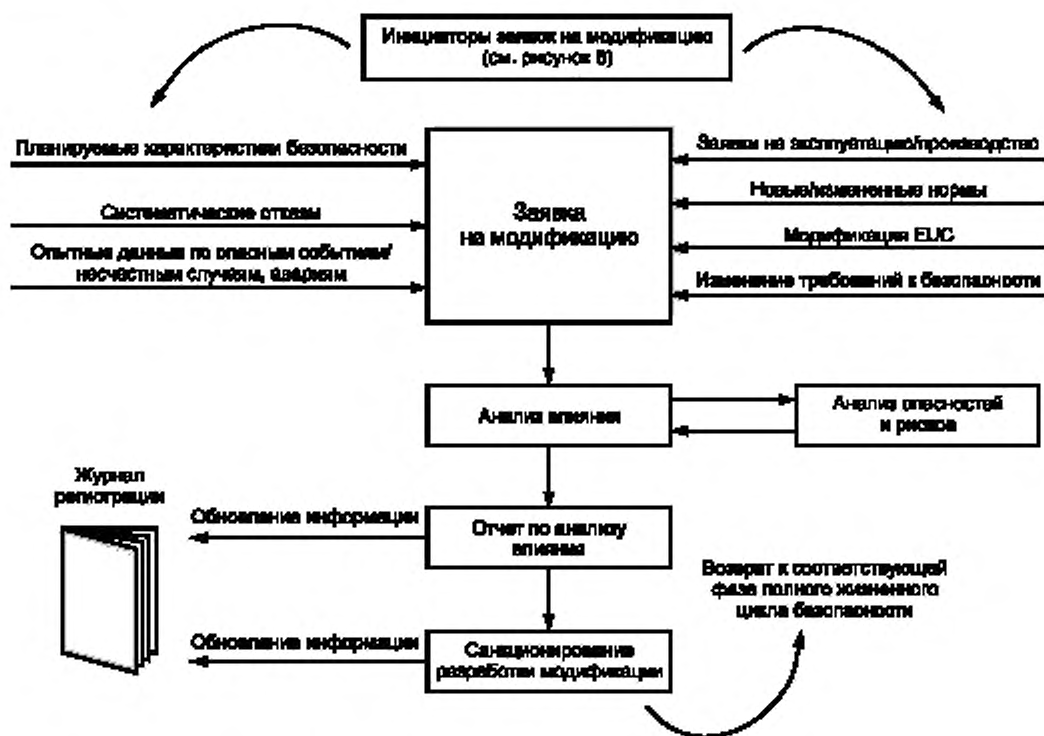 Инициаторы заявок на модификацию
(см. рисунок 8)
Планируемые характеристики безопасности
Систематические отказы
Опытные данные по опасным событиям/
несчастным случаям, авариям
Заявка
на модификацию
Заявки на эксплуатацию/производство
Новые/измененные нормы
Модификация EUC
Изменение требований к безопасности
Анализ влияния
Анализ опасностей
и рисков
Журнал
регистрации
Обновление информации
Отчет по анализу
влияния
Возврат к соответствующей
фазе полного жизненного
цикла безопасности
Обновление информации
Санкционирование
разработки модификации